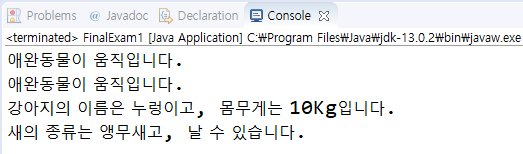 Problems @ Javadoc Declaration Console
<terminated> FinalExam1 [Java Application] C:₩Program Files₩Java₩jdk-13.0.2₩bin₩javaw.exe
애완동물이 움직입니다.
애완동물이 움직입니다.
강아지의 이름은 누렁이고, 몸무게는 10Kg입니다.
새의 종류는 앵무새고, 날 수 있습니다.